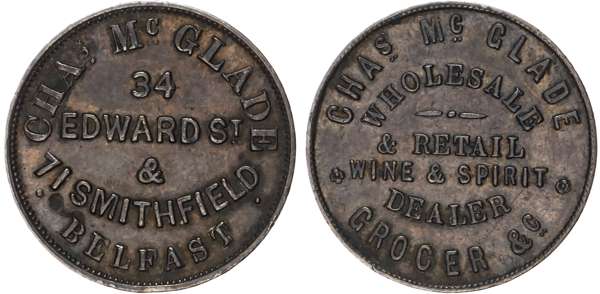 CHAS. MC GLADE
34
EDWARD ST.
&
71 SMITHFIELD
. BELFAST .
CHAS. MC. GLADE
WHOLESALE
& RETAIL
WINE & SPIRIT
DEALER
GROCER &C.